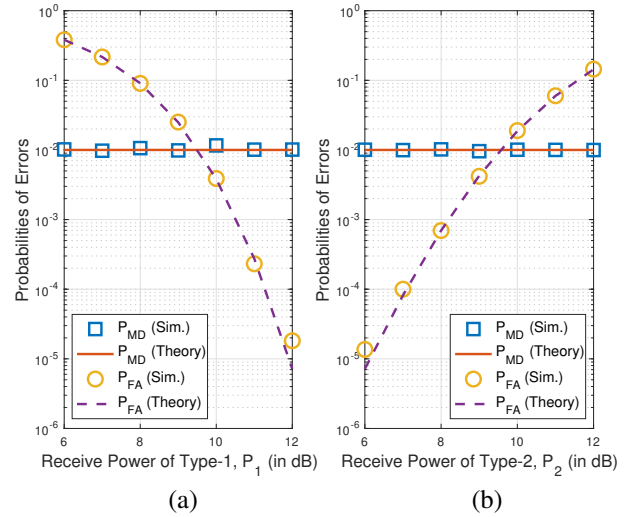 10^0
10^-1
10^-2
10^-3
10^-4
10^-5
10^-6
Probabilities of Errors
P_MD (Sim.)
P_MD (Theory)
P_FA (Sim.)
P_FA (Theory)
6 8 10 12
Receive Power of Type-1, P_1 (in dB)
(a)
10^0
10^-1
10^-2
10^-3
10^-4
10^-5
10^-6
Probabilities of Errors
P_MD (Sim.)
P_MD (Theory)
P_FA (Sim.)
P_FA (Theory)
6 8 10 12
Receive Power of Type-2, P_2 (in dB)
(b)